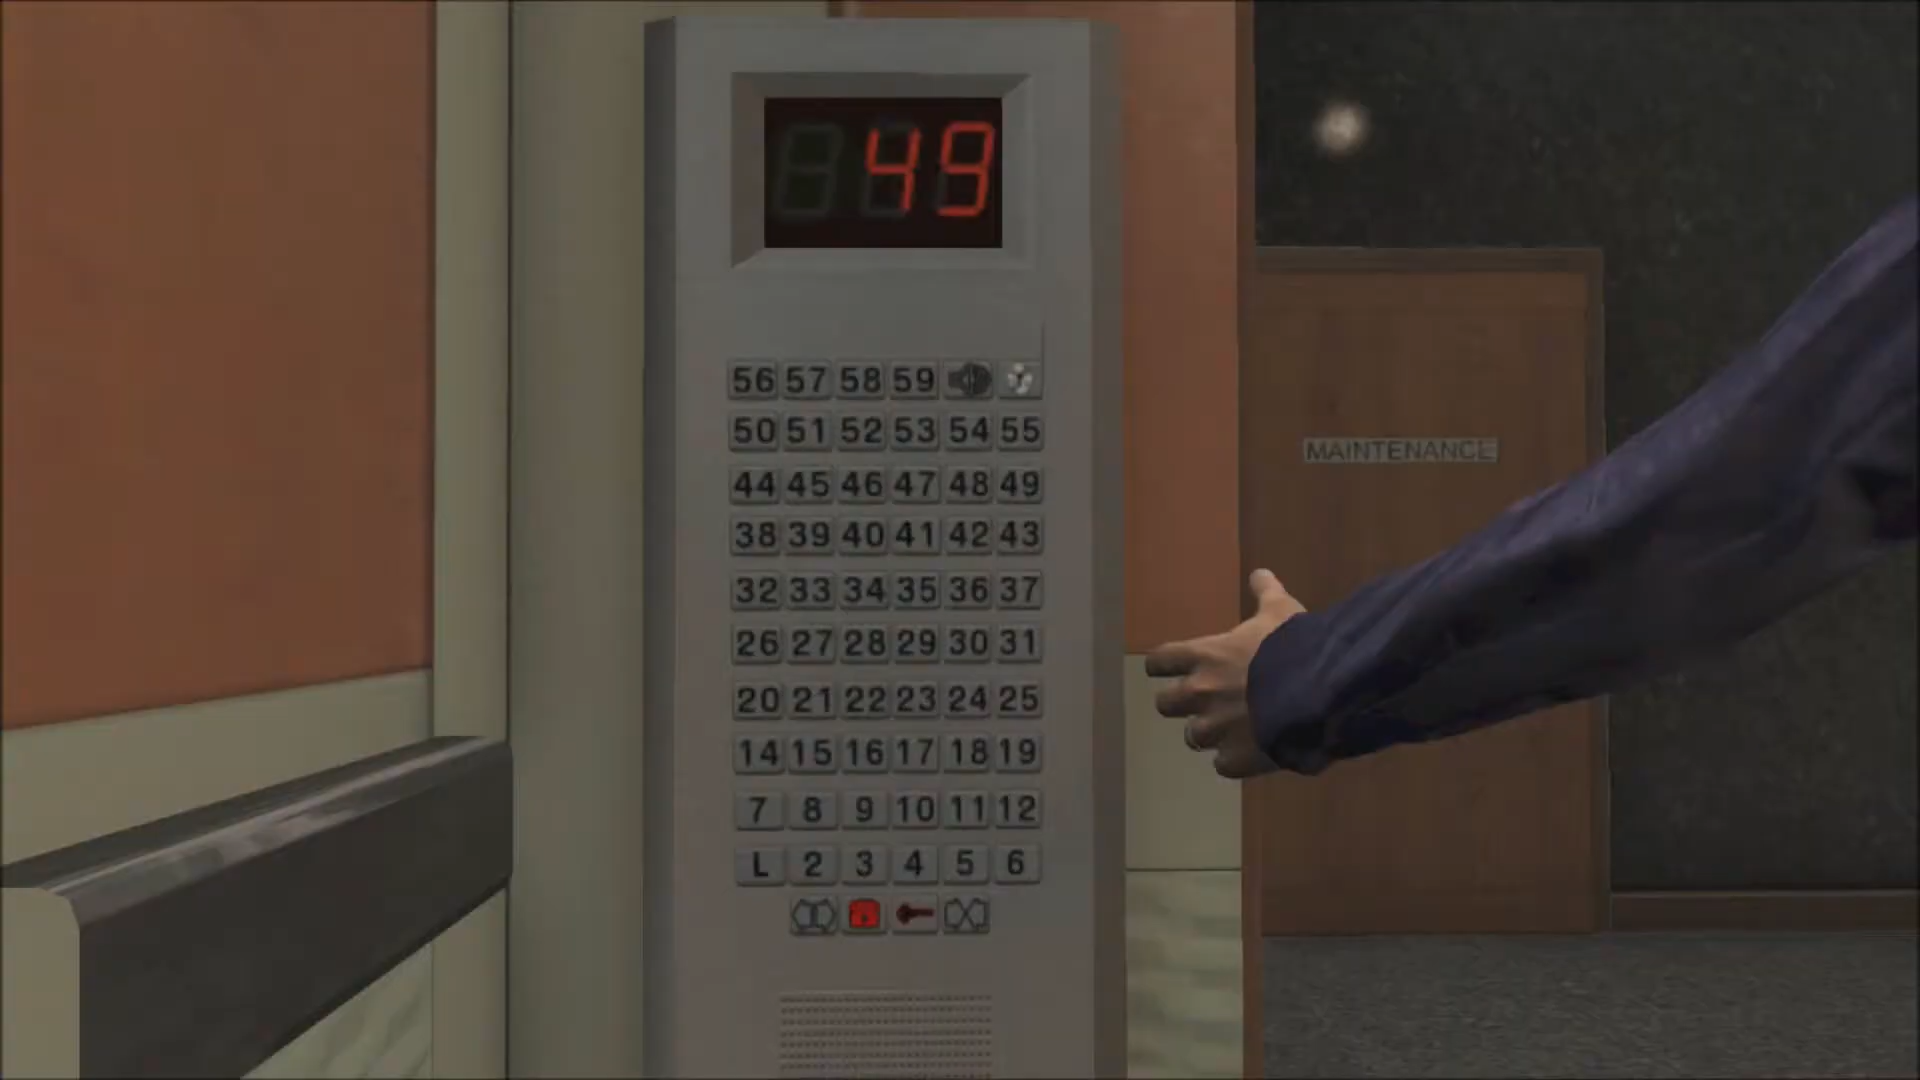 49
56 57 58 59
50 51 52 53 54 55
44 45 46 47 48 49
MAINTENANCE
38 39 40 41 42 43
32 33 34 35 36 37
26 27 28 29 30 31
20 21 22 23 24 25
14 15 16 17 18 19
7 8 9 10 11 12
L 2 3 4 5 6